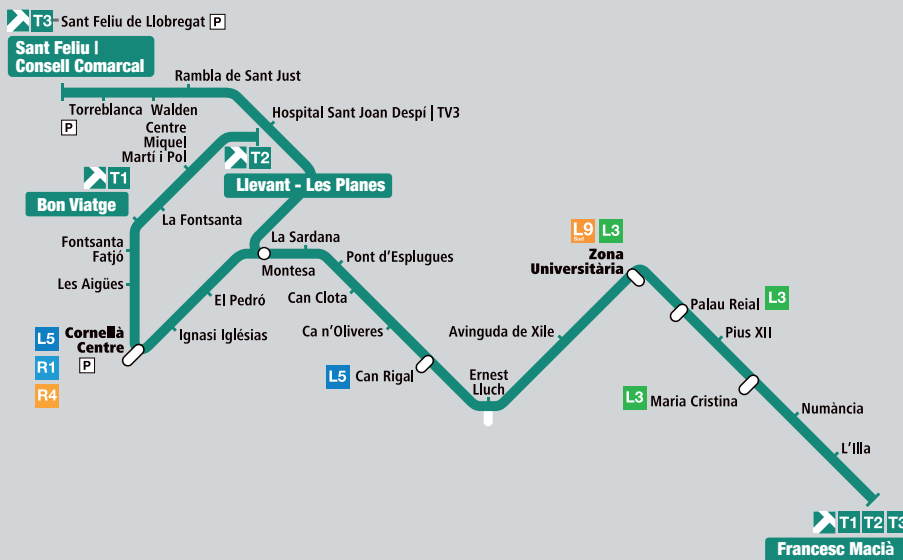 T3 Sant Feliu de Llobregat P
Sant Feliu |
Consell Comarcal
Rambla de Sant Just
Torreblanca Walden
P
Hospital Sant Joan Despí | TV3
Centre
Miquel
Martí i Pol
T2
Llevant - Les Planes
T1
Bon Viatge
La Fontsanta
Fontsanta
Fatjó
Les Aigües
La Sardana
Montesa
Pont d'Esplugues
El Pedró
Can Clota
Ignasi Iglésias
Ca n'Oliveres
L5 Cornellà
Centre
R1 P
R4
L5 Can Rigal
Ernest
Lluch
Avinguda de Xile
L9 L3
Sud
Zona
Universitària
Palau Reial L3
Pius XII
L3 Maria Cristina
Numància
L'Illa
T1 T2 T3
Francesc Macià